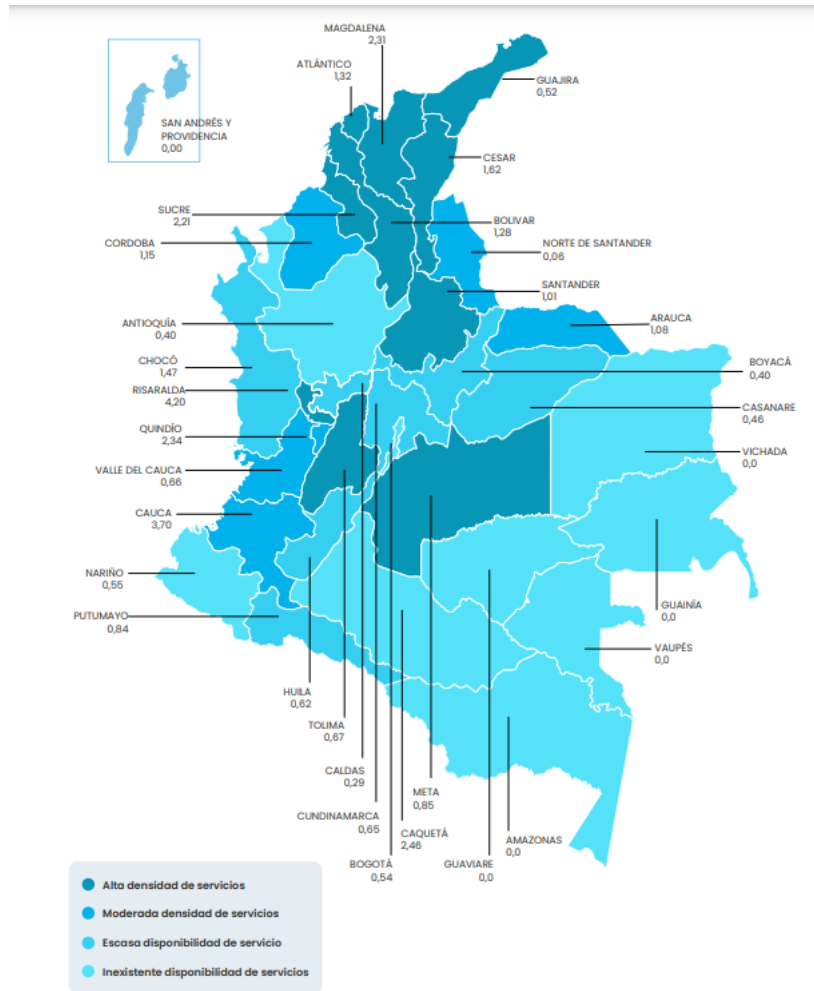 MAGDALENA
2,31
ATLÁNTICO
1,32
GUAJIRA
0,52
SAN ANDRÉS Y
PROVIDENCIA
0,00
CESAR
1,62
SUCRE
2,21
BOLIVAR
1,28
CORDOBA
1,15
NORTE DE SANTANDER
0,06
SANTANDER
1,01
ANTIOQUÍA
0,40
ARAUCA
1,08
CHOCÓ
1,47
BOYACÁ
0,40
RISARALDA
4,20
CASANARE
0,46
QUINDÍO
2,34
VICHADA
0,0
VALLE DEL CAUCA
0,66
CAUCA
3,70
NARIÑO
0,55
GUAINÍA
0,0
PUTUMAYO
0,84
VAUPÉS
0,0
HUILA
0,62
TOLIMA
0,67
CALDAS
0,29
META
0,85
CUNDINAMARCA
0,65
CAQUETÁ
2,46
AMAZONAS
0,0
BOGOTÁ
0,54
GUAVIARE
0,0
Alta densidad de servicios
Moderada densidad de servicios
Escasa disponibilidad de servicio
Inexistente disponibilidad de servicios